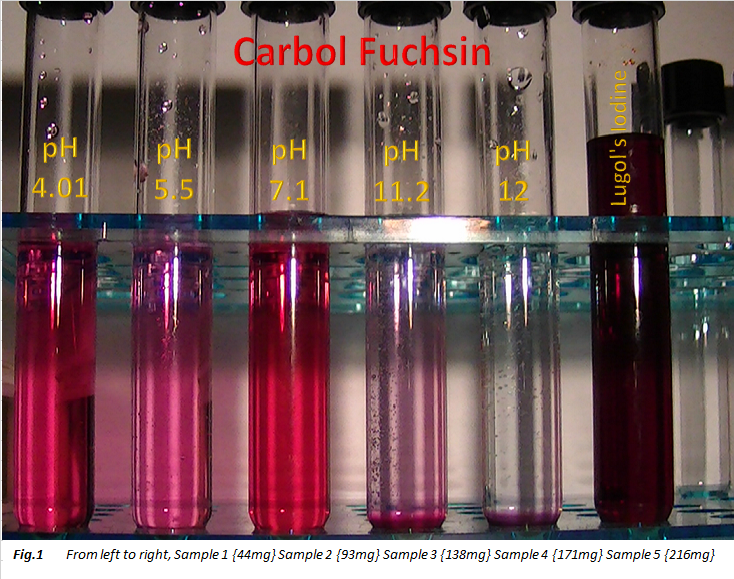 Carbol Fuchsin
pH
4.01
pH
5.5
pH
7.1
pH
11.2
pH
12
Lugol's Iodine
Fig.1 From left to right, Sample 1 {44mg} Sample 2 {93mg} Sample 3 {138mg} Sample 4 {171mg} Sample 5 {216mg}